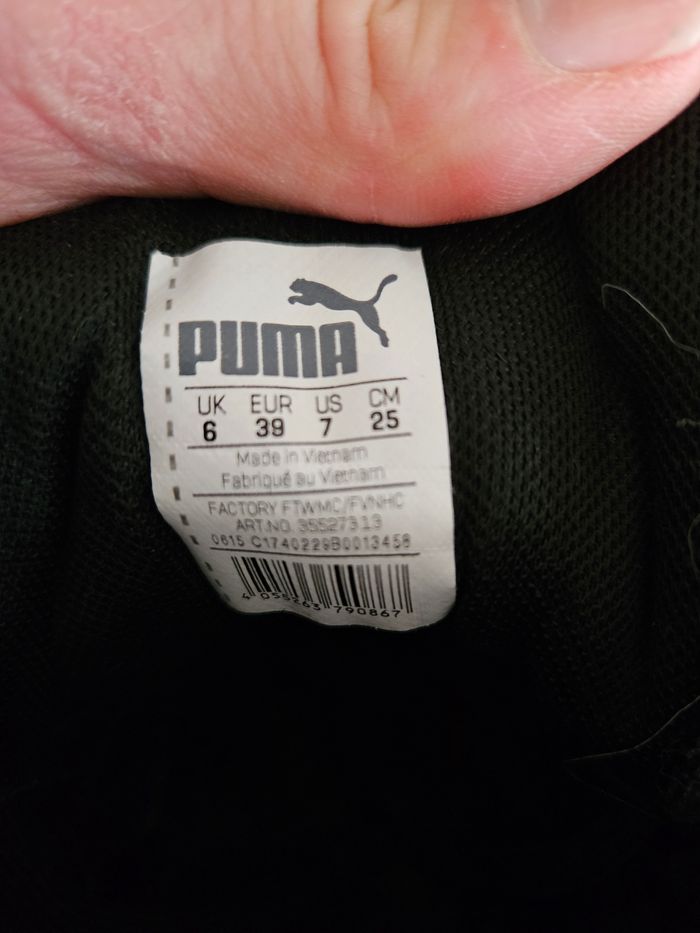 PUMA
UK EUR US CM
6 39 7 25
Made in Vietnam
Fabriqué au Vietnam
FACTORY FTWMC/FVNHC
ART.NO. 35527313
0615 C1740229B0013458
4 055263 790867